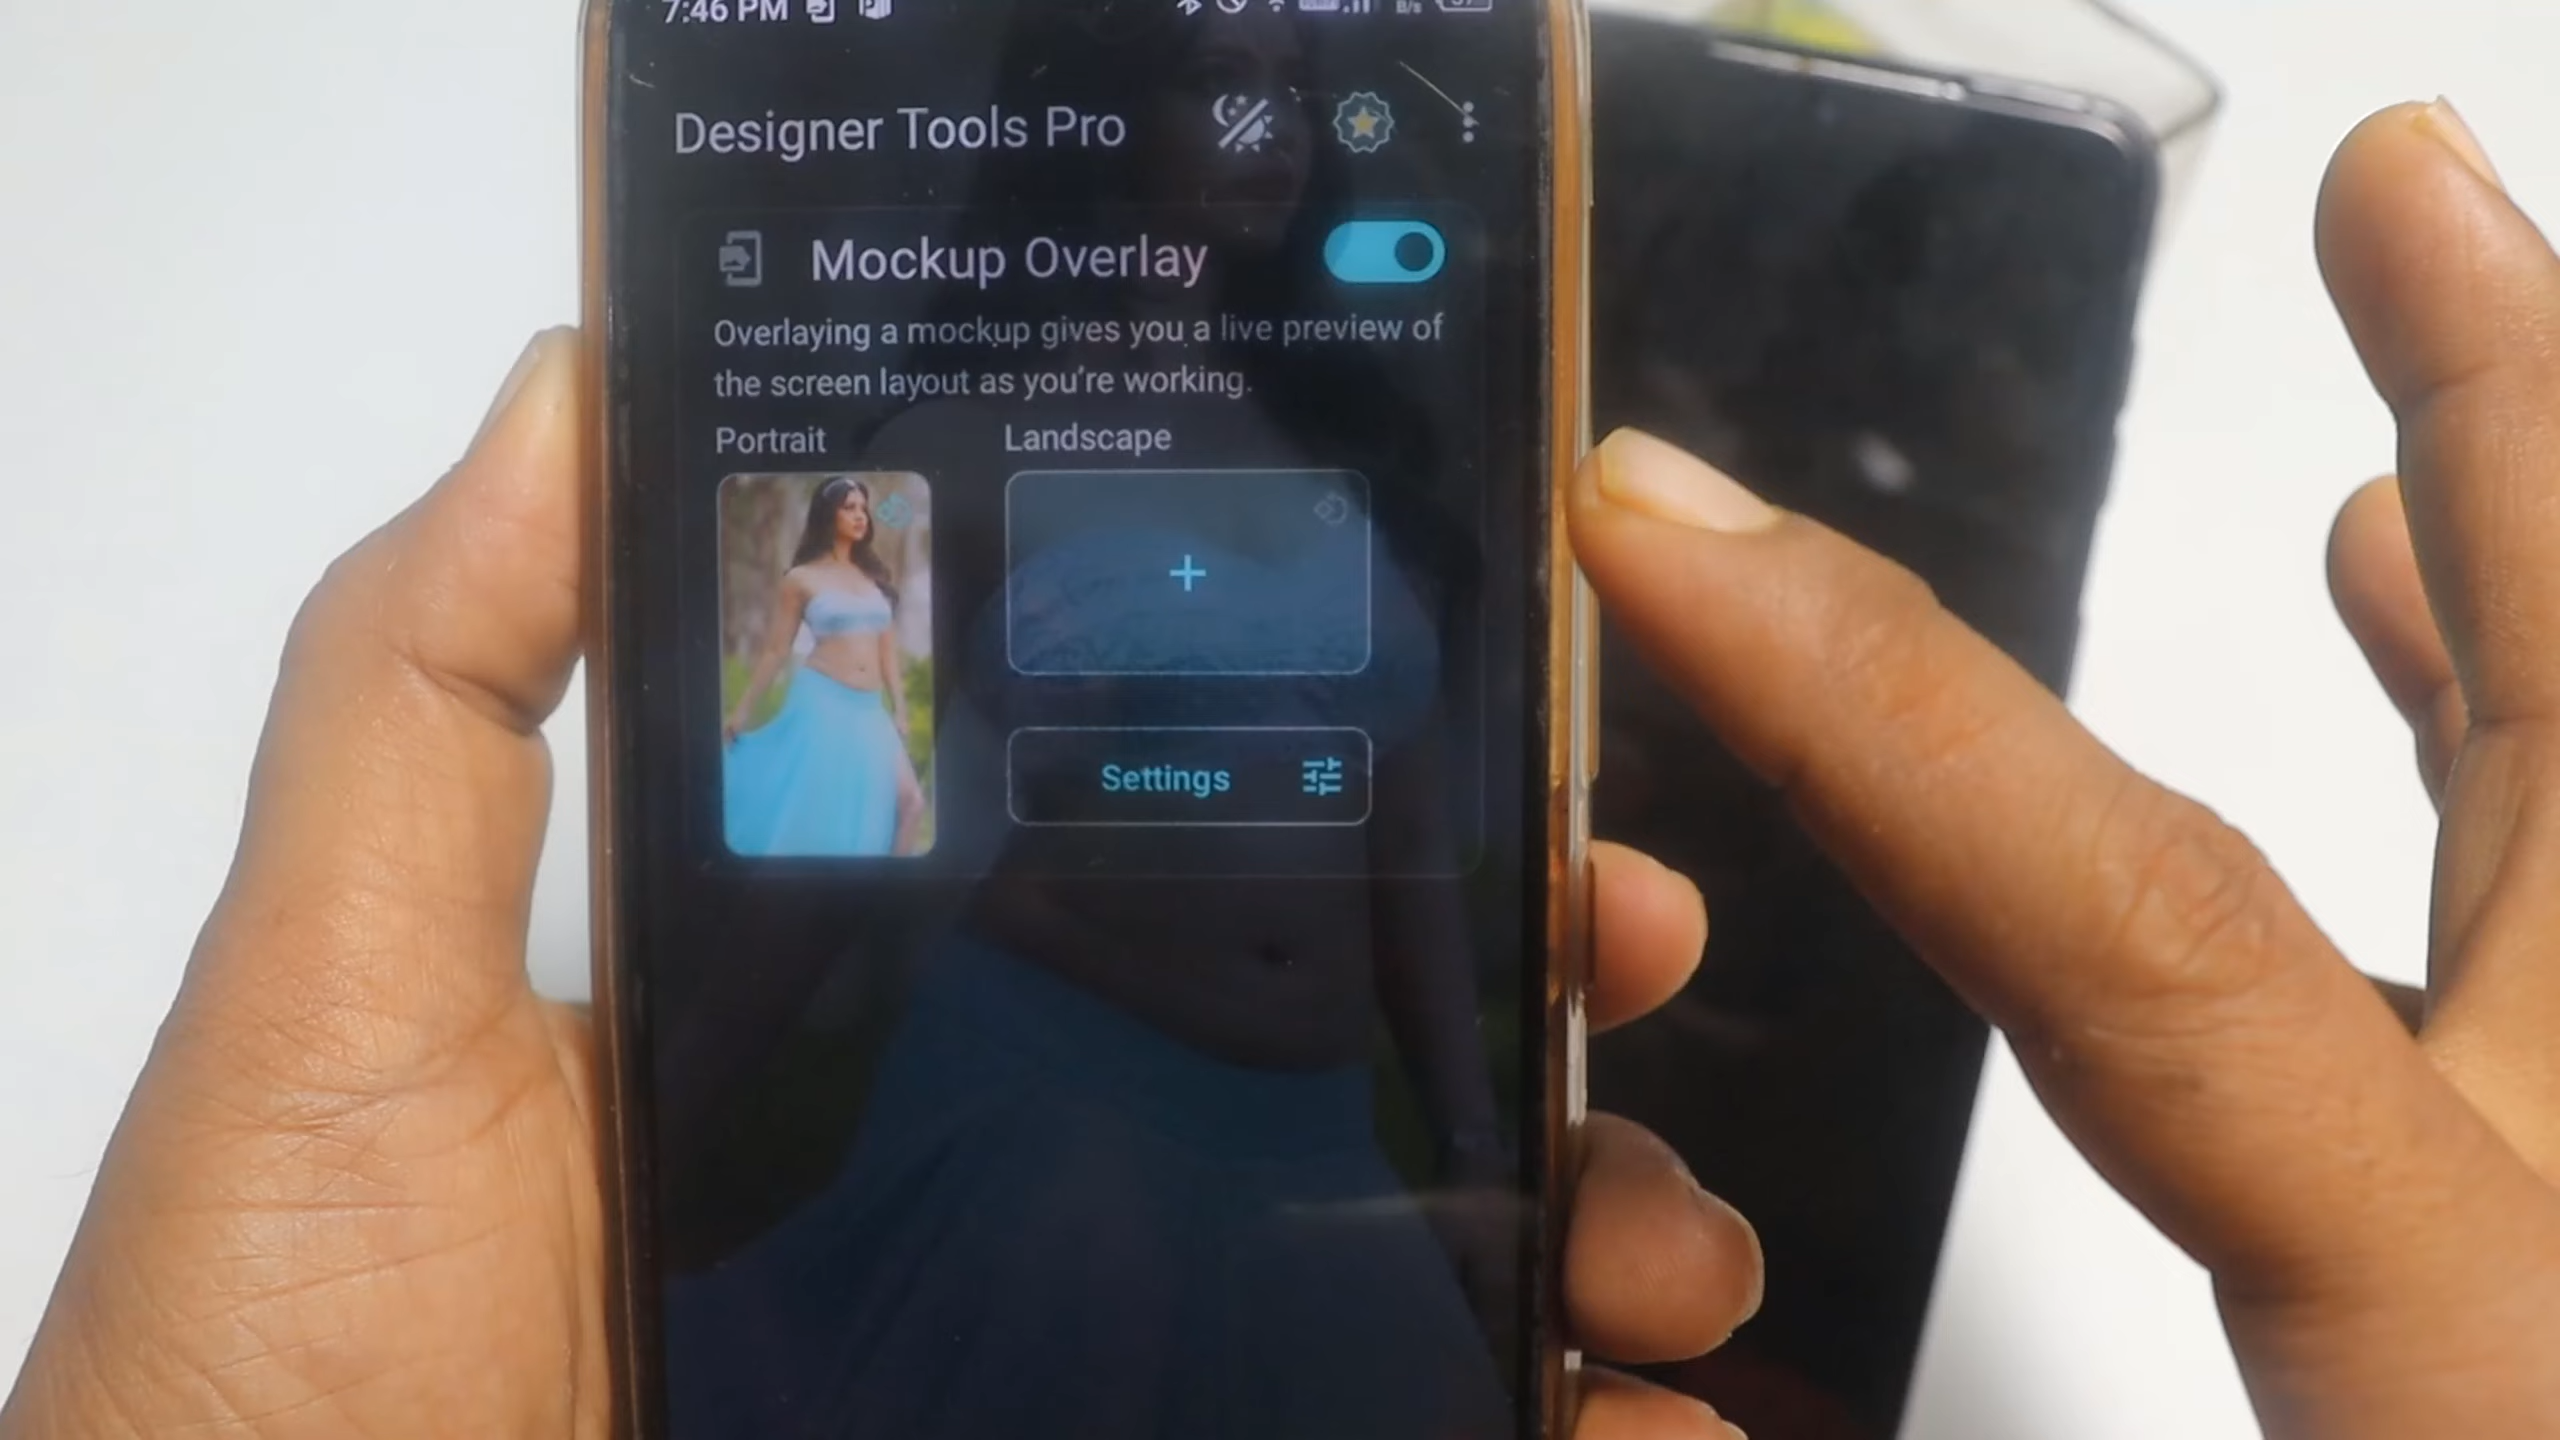 7:46 PM
B/s
Designer Tools Pro
Mockup Overlay
Overlaying a mockup gives you a live preview of
the screen layout as you're working.
Portrait
Landscape
Settings